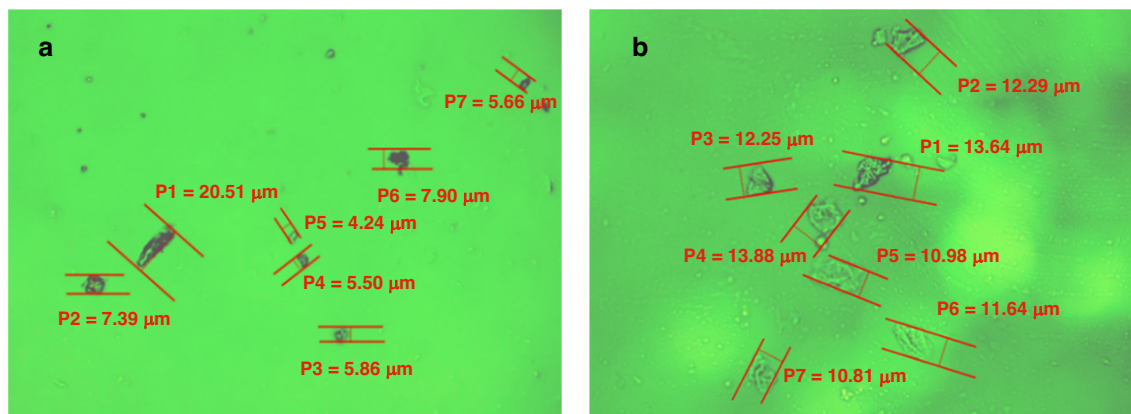 a
P7 = 5.66 µm
P1 = 20.51 µm
P6 = 7.90 µm
P5 = 4.24 µm
P4 = 5.50 µm
P2 = 7.39 µm
P3 = 5.86 µm
b
P2 = 12.29 µm
P3 = 12.25 µm
P1 = 13.64 µm
P4 = 13.88 µm
P5 = 10.98 µm
P6 = 11.64 µm
P7 = 10.81 µm